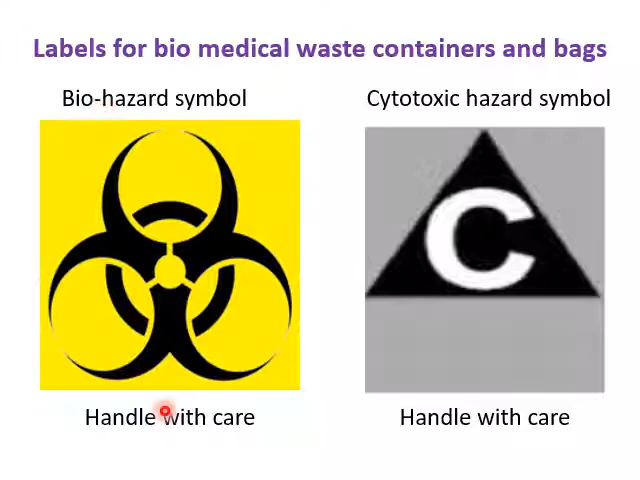 Labels for bio medical waste containers and bags
Bio-hazard symbol
Cytotoxic hazard symbol
C
Handle with care
Handle with care